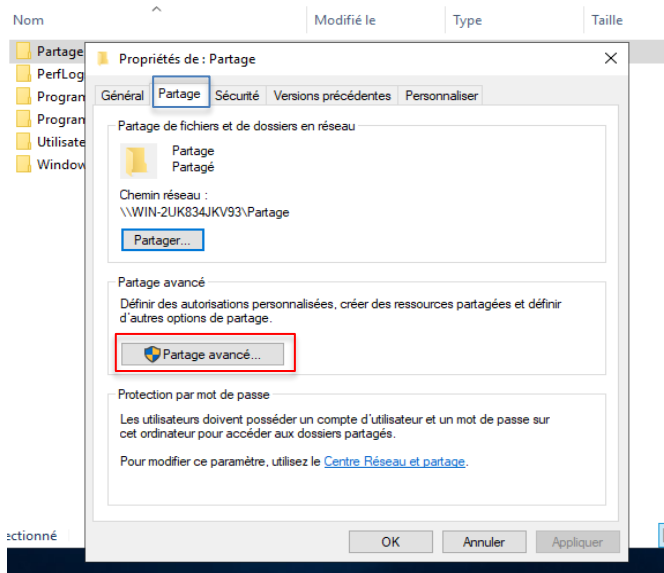 Nom Modifié le Type Taille
Partage
PerfLog
Program
Program
Utilisate
Window
Propriétés de : Partage
Général Partage Sécurité Versions précédentes Personnaliser
Partage de fichiers et de dossiers en réseau
Partage
Partagé
Chemin réseau :
\\WIN-2UK834JKV93\Partage
Partager...
Partage avancé
Définir des autorisations personnalisées, créer des ressources partagées et définir
d'autres options de partage.
Partage avancé...
Protection par mot de passe
Les utilisateurs doivent posséder un compte d'utilisateur et un mot de passe sur
cet ordinateur pour accéder aux dossiers partagés.
Pour modifier ce paramètre, utilisez le Centre Réseau et partage.
ectionné
OK Annuler Appliquer